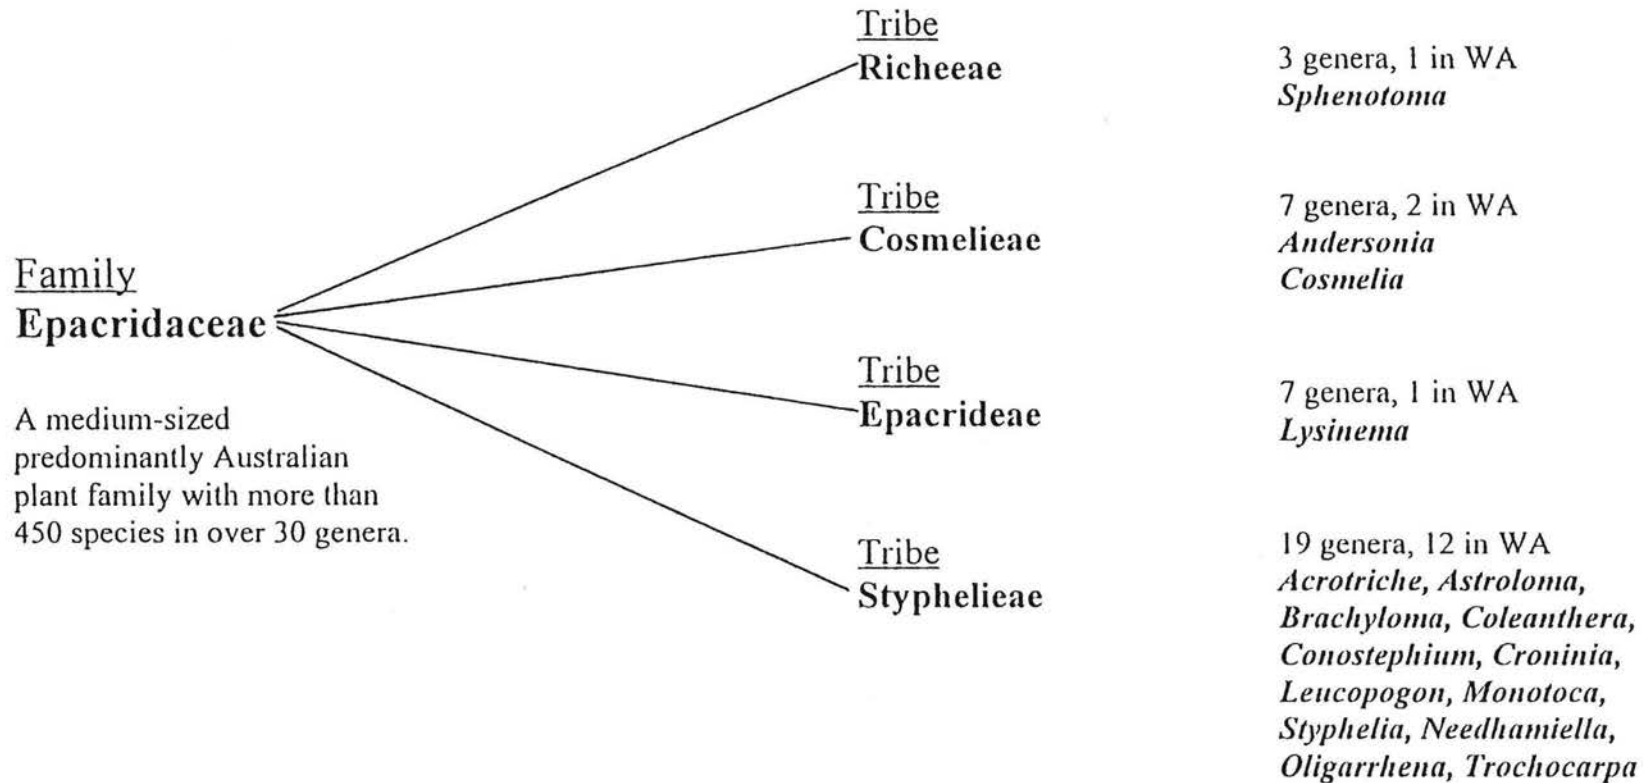 Tribe
Richeeae
3 genera, 1 in WA
Sphenotoma
Tribe
Cosmelieae
7 genera, 2 in WA
Andersonia
Cosmelia
Family
Epacridaceae
A medium-sized
predominantly Australian
plant family with more than
450 species in over 30 genera.
Tribe
Epacrideae
7 genera, 1 in WA
Lysinema
Tribe
Styphelieae
19 genera, 12 in WA
Acrotriche, Astroloma,
Brachyloma, Coleanthera,
Conostephium, Croninia,
Leucopogon, Monotoca,
Styphelia, Needhamiella,
Oligarrhena, Trochocarpa